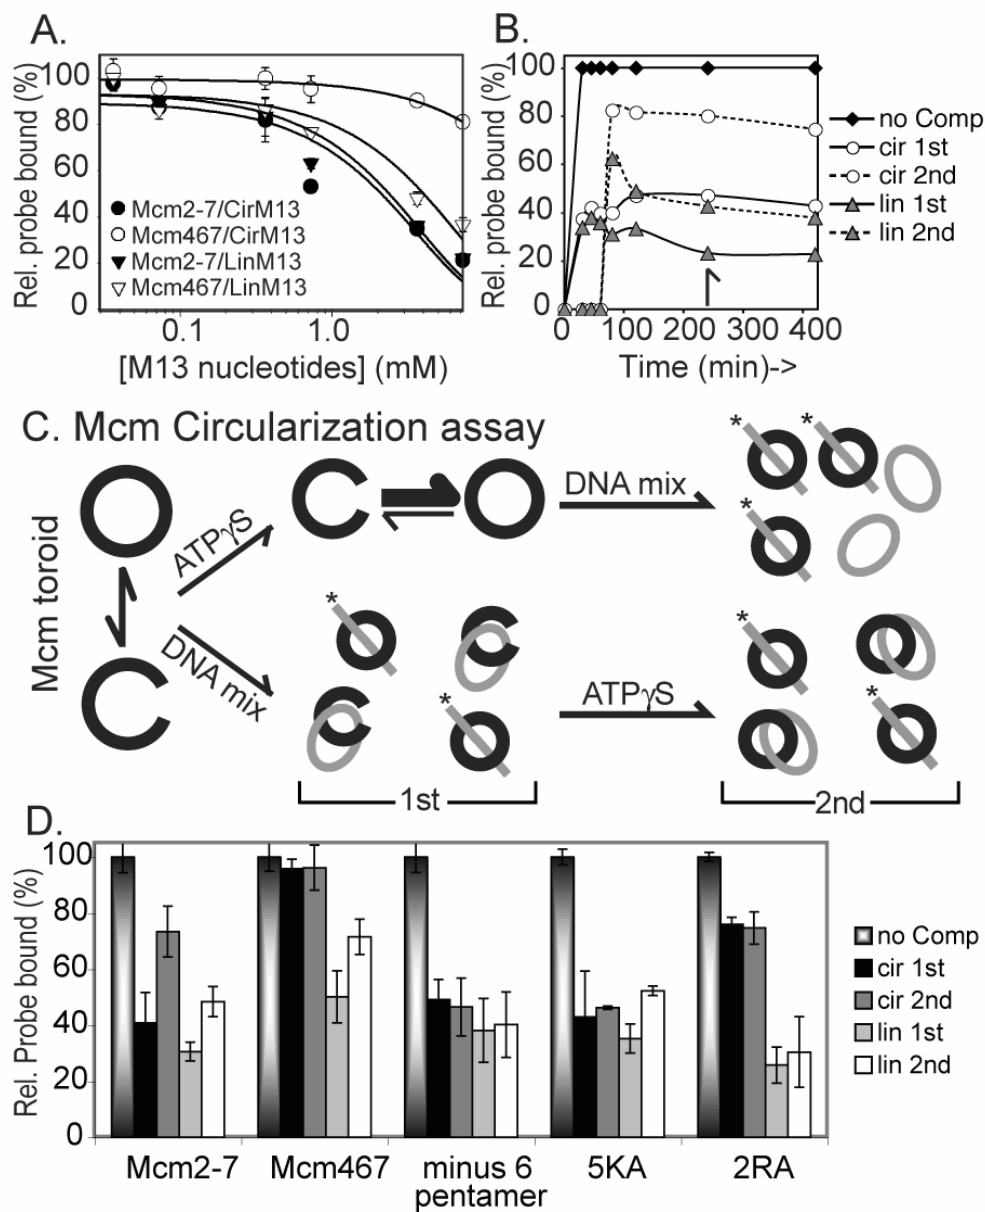 A.
Rel. probe bound (%)
100
80
60
40
20
0
Mcm2-7/CirM13
Mcm467/CirM13
Mcm2-7/LinM13
Mcm467/LinM13
0.1
1.0
[M13 nucleotides] (mM)
B.
Rel. probe bound (%)
100
80
60
40
20
0
0
100
200
300
400
Time (min)->
no Comp
cir 1st
cir 2nd
lin 1st
lin 2nd
C. Mcm Circularization assay
Mcm toroid
ATPγS
DNA mix
DNA mix
ATPγS
*
*
*
*
*
*
*
1st
2nd
D.
Rel. Probe bound (%)
100
80
60
40
20
0
Mcm2-7
Mcm467
minus 6
pentamer
5KA
2RA
no Comp
cir 1st
cir 2nd
lin 1st
lin 2nd